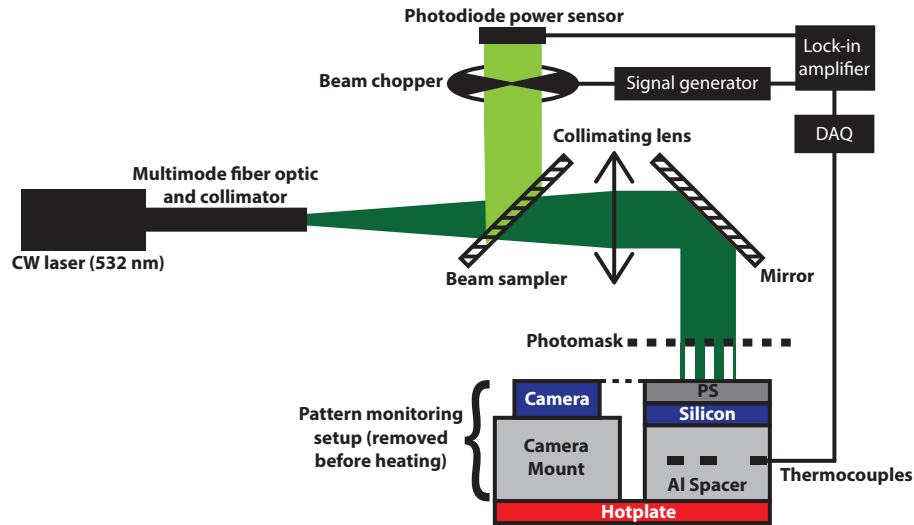 Photodiode power sensor
Beam chopper
Signal generator
Lock-in
amplifier
DAQ
Collimating lens
Multimode fiber optic
and collimator
CW laser (532 nm)
Beam sampler
Mirror
Photomask
PS
Silicon
Camera
Pattern monitoring
setup (removed
before heating)
Camera
Mount
Al Spacer
Thermocouples
Hotplate